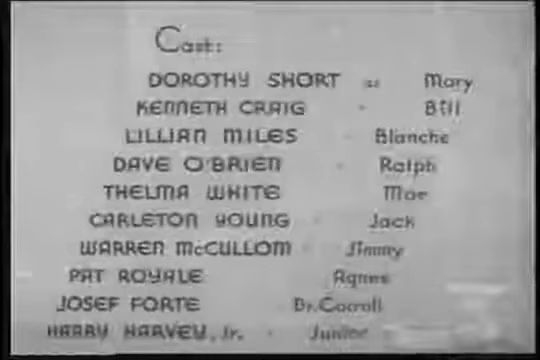 Cast:
DOROTHY SHORT as Mary
KENNETH CRAIG - Bill
LILLIAN MILES - Blanche
DAVE O'BRIEN - Ralph
THELMA WHITE - Mae
CARLETON YOUNG - Jack
WARREN McCULLOM - Jimmy
PAT ROYALE Agnes
JOSEF FORTE - Dr. Carroll
HARRY HARVEY, Jr. - Junior